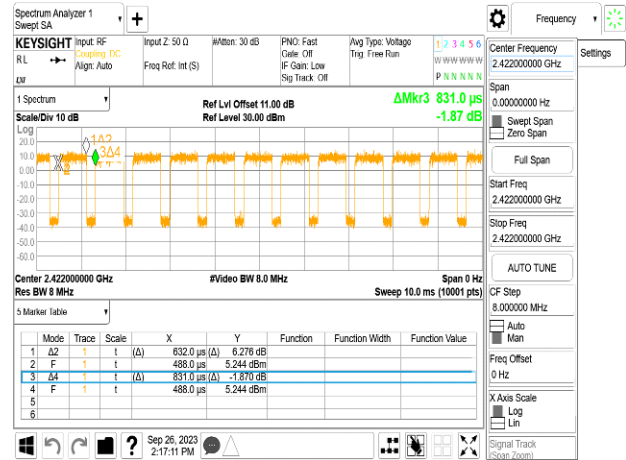 Spectrum Analyzer 1
Swept SA
+
Frequency
KEYSIGHT
RL
Input: RF
Coupling: DC
Align: Auto
Input Z: 50 Ω
Freq Ref: Int (S)
#Atten: 30 dB
PNO: Fast
Gate: Off
IF Gain: Low
Sig Track: Off
Avg Type: Voltage
Trig: Free Run
1 2 3 4 5 6
W W W W W W
P N N N N N
1 Spectrum
Scale/Div 10 dB
Ref Lvl Offset 11.00 dB
Ref Level 30.00 dBm
ΔMkr3 831.0 µs
-1.87 dB
Log
20.0
10.0
0.00
-10.0
-20.0
-30.0
-40.0
-50.0
-60.0
1Δ2
3Δ4
Center 2.422000000 GHz
Res BW 8 MHz
#Video BW 8.0 MHz
Span 0 Hz
Sweep 10.0 ms (10001 pts)
5 Marker Table
Mode Trace Scale X Y Function Function Width Function Value
1 Δ2 1 t (Δ) 632.0 µs (Δ) 6.276 dB
2 F 1 t 488.0 µs 5.244 dBm
3 Δ4 1 t (Δ) 831.0 µs (Δ) -1.870 dB
4 F 1 t 488.0 µs 5.244 dBm
5
6
?
Sep 26, 2023
2:17:11 PM
Settings
Center Frequency
2.422000000 GHz
Span
0.00000000 Hz
Swept Span
Zero Span
Full Span
Start Freq
2.422000000 GHz
Stop Freq
2.422000000 GHz
AUTO TUNE
CF Step
8.000000 MHz
Auto
Man
Freq Offset
0 Hz
X Axis Scale
Log
Lin
Signal Track
(Span Zoom)